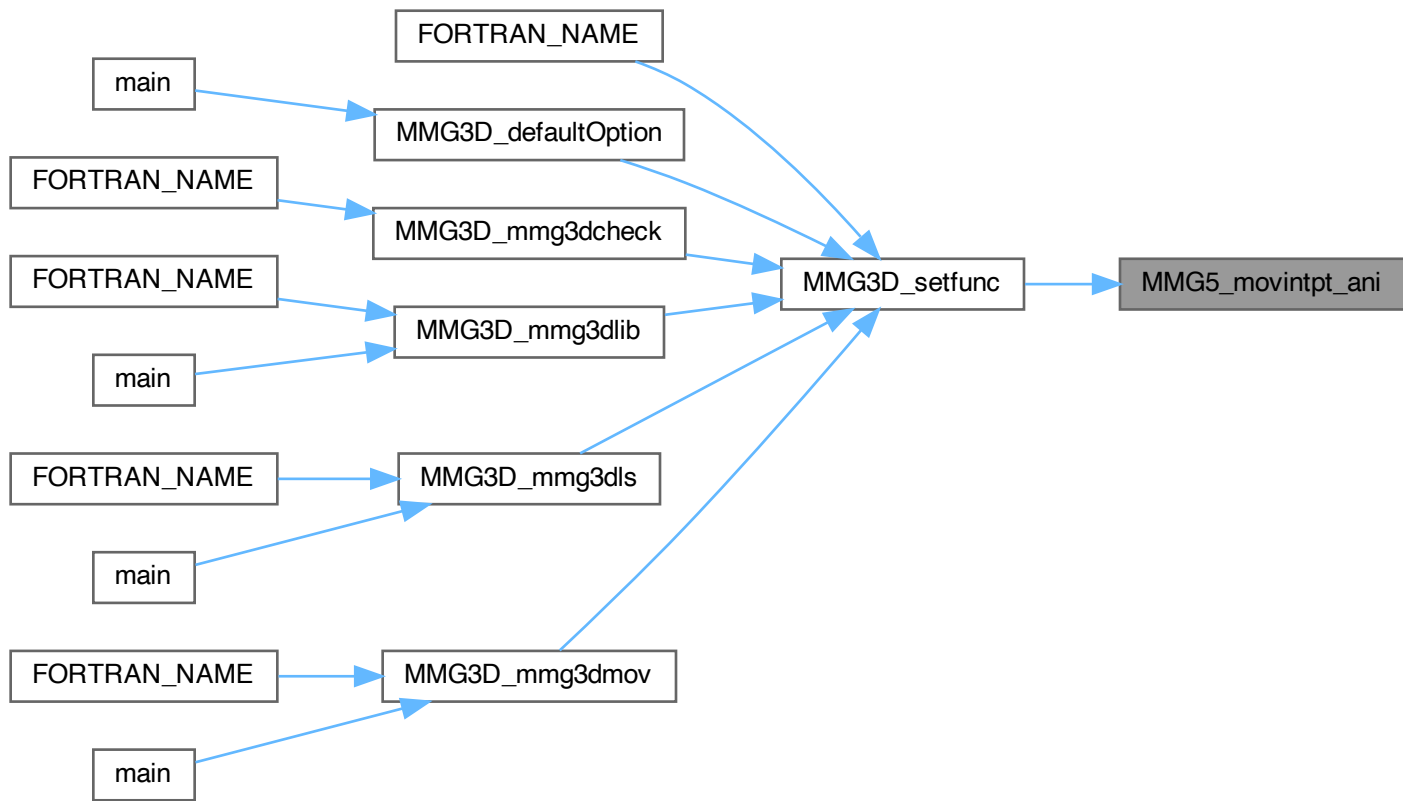 FORTRAN_NAME
main
MMG3D_defaultOption
FORTRAN_NAME
MMG3D_mmg3dcheck
FORTRAN_NAME
MMG3D_setfunc
MMG5_movintpt_ani
MMG3D_mmg3dlib
main
FORTRAN_NAME
MMG3D_mmg3dls
main
FORTRAN_NAME
MMG3D_mmg3dmov
main